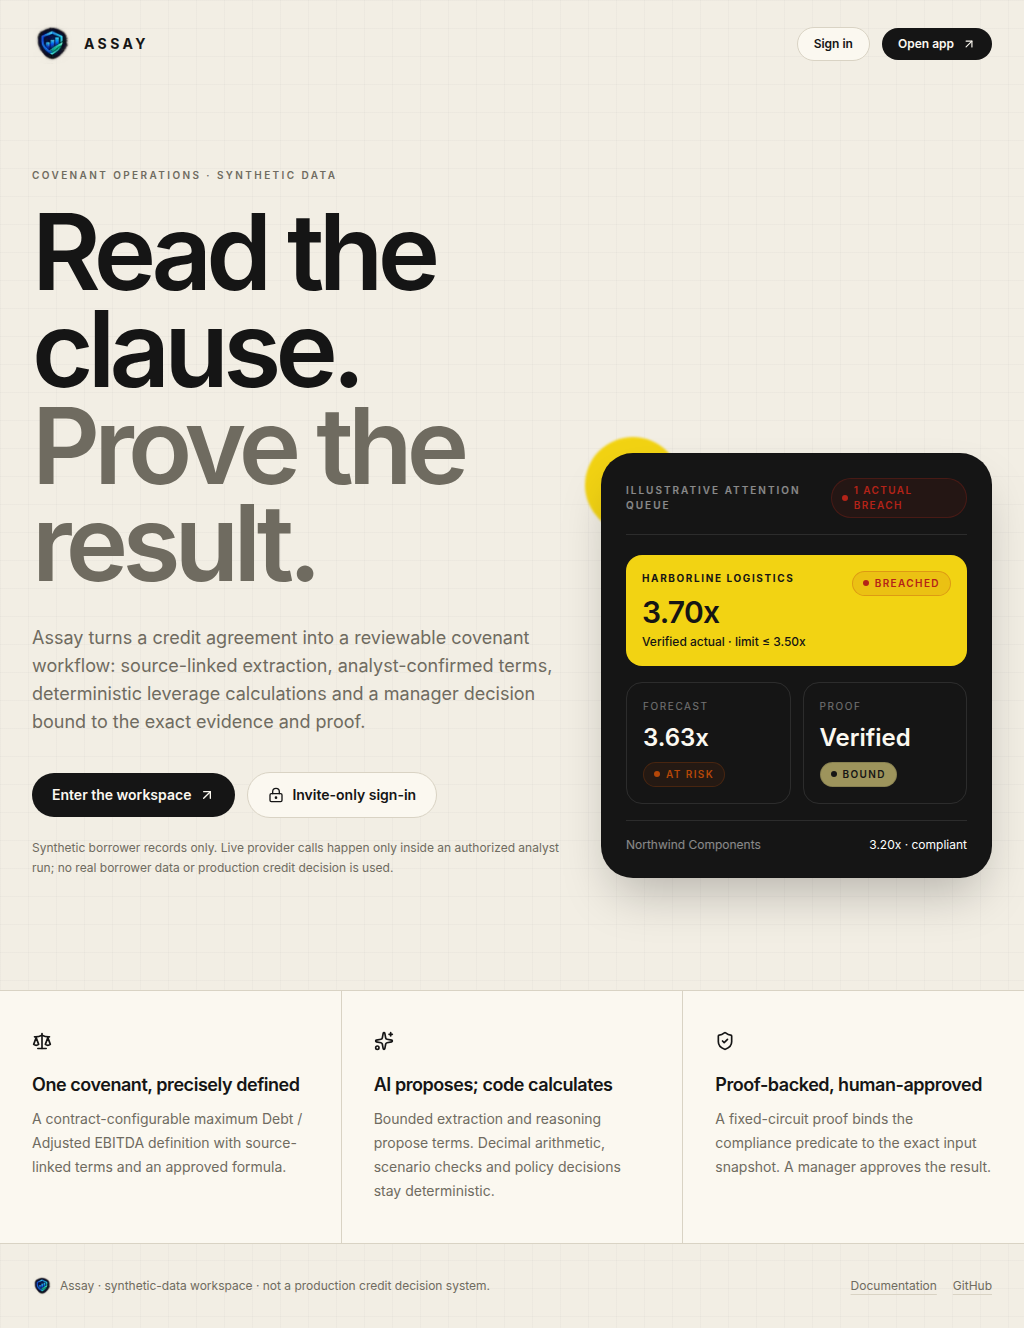 ASSAY
Sign in
Open app
COVENANT OPERATIONS · SYNTHETIC DATA
Read the
clause.
Prove the
result.
Assay turns a credit agreement into a reviewable covenant
workflow: source-linked extraction, analyst-confirmed terms,
deterministic leverage calculations and a manager decision
bound to the exact evidence and proof.
Enter the workspace
Invite-only sign-in
Synthetic borrower records only. Live provider calls happen only inside an authorized analyst
run; no real borrower data or production credit decision is used.
ILLUSTRATIVE ATTENTION
QUEUE
1 ACTUAL
BREACH
HARBORLINE LOGISTICS
BREACHED
3.70x
Verified actual · limit ≤ 3.50x
FORECAST
3.63x
AT RISK
PROOF
Verified
BOUND
Northwind Components
3.20x · compliant
One covenant, precisely defined
A contract-configurable maximum Debt /
Adjusted EBITDA definition with source-
linked terms and an approved formula.
AI proposes; code calculates
Bounded extraction and reasoning
propose terms. Decimal arithmetic,
scenario checks and policy decisions
stay deterministic.
Proof-backed, human-approved
A fixed-circuit proof binds the
compliance predicate to the exact input
snapshot. A manager approves the result.
Assay · synthetic-data workspace · not a production credit decision system.
Documentation
GitHub